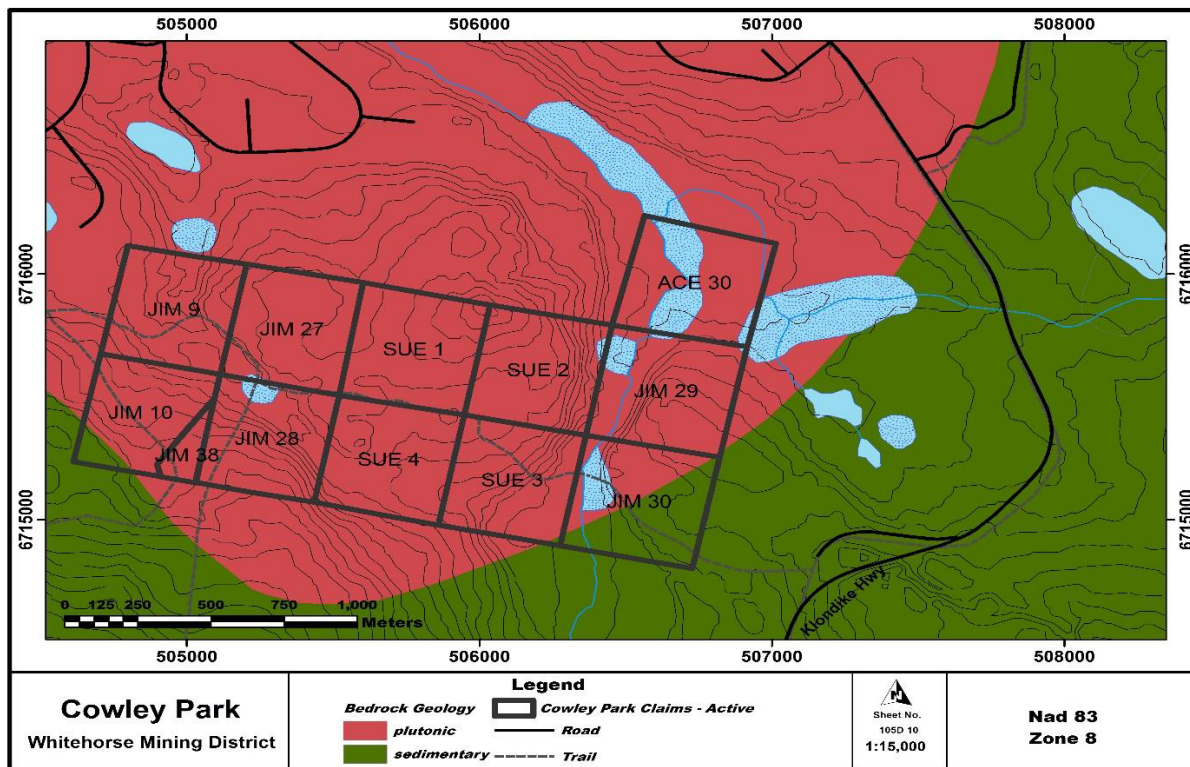 505000 506000 507000 508000
6716000 6716000
6715000 6715000
ACE 30
JIM 9
JIM 27
SUE 1
SUE 2
JIM 29
JIM 10
JIM 38
JIM 28
SUE 4
SUE 3
JIM 30
Klondike Hwy
0 125 250 500 750 1,000
Meters
505000 506000 507000 508000
Cowley Park
Whitehorse Mining District
Legend
Bedrock Geology Cowley Park Claims - Active
plutonic Road
sedimentary Trail
N
Sheet No.
105D 10
1:15,000
Nad 83
Zone 8